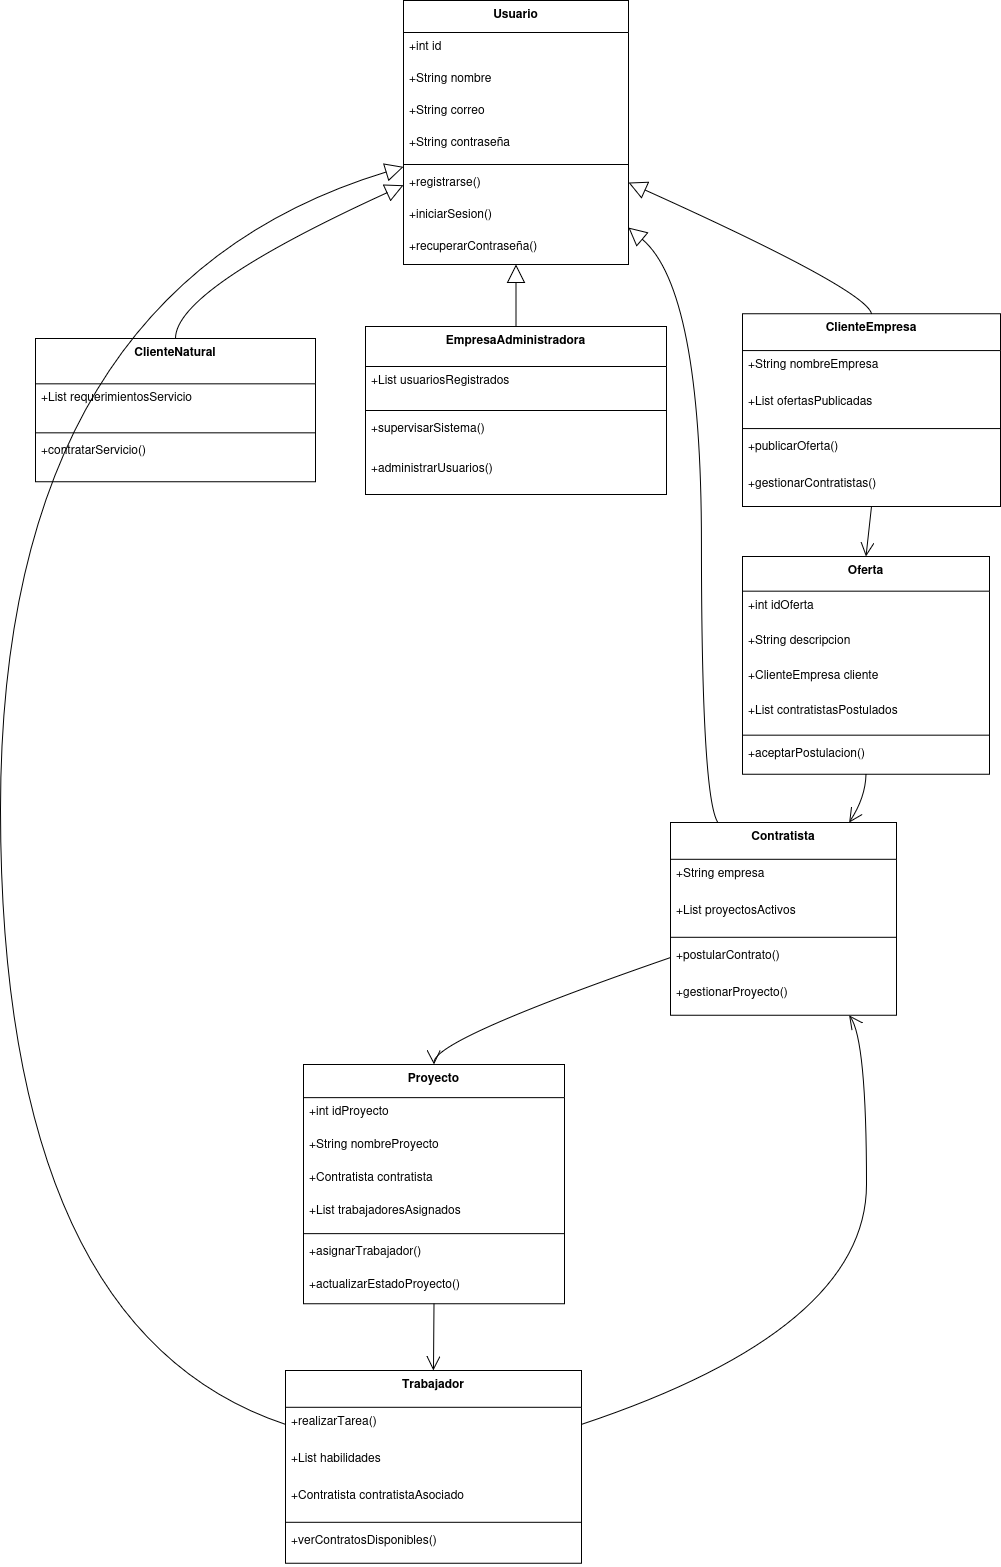 Usuario
+int id
+String nombre
+String correo
+String contraseña
+registrarse()
+iniciarSesion()
+recuperarContraseña()
ClienteNatural
+List requerimientosServicio
+contratarServicio()
EmpresaAdministradora
+List usuariosRegistrados
+supervisarSistema()
+administrarUsuarios()
ClienteEmpresa
+String nombreEmpresa
+List ofertasPublicadas
+publicarOferta()
+gestionarContratistas()
Oferta
+int idOferta
+String descripcion
+ClienteEmpresa cliente
+List contratistasPostulados
+aceptarPostulacion()
Contratista
+String empresa
+List proyectosActivos
+postularContrato()
+gestionarProyecto()
Proyecto
+int idProyecto
+String nombreProyecto
+Contratista contratista
+List trabajadoresAsignados
+asignarTrabajador()
+actualizarEstadoProyecto()
Trabajador
+realizarTarea()
+List habilidades
+Contratista contratistaAsociado
+verContratosDisponibles()